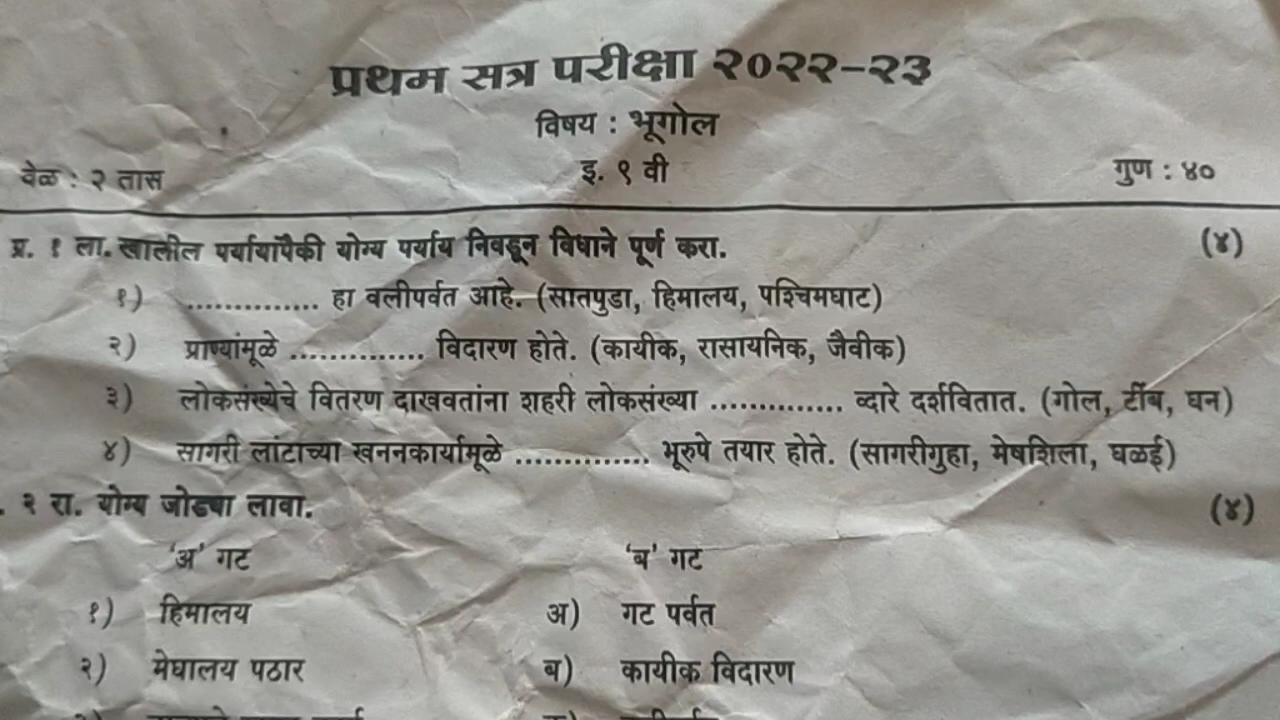 प्रथम सत्र परीक्षा २०२२-२३
विषय : भूगोल
वेळ : २ तास इ. ९ वी गुण : ४०
प्र. १ ला. खालील पर्यायापैकी योग्य पर्याय निवडून विधाने पूर्ण करा. (४)
१) .............. हा वलीपर्वत आहे. (सातपुडा, हिमालय, पश्चिमघाट)
२) प्राण्यांमूळे .............. विदारण होते. (कायीक, रासायनिक, जैवीक)
३) लोकसंख्येचे वितरण दाखवतांना शहरी लोकसंख्या .............. व्दारे दर्शवितात. (गोल, टींब, घन)
४) सागरी लांटाच्या खननकार्यामूळे .............. भूरुपे तयार होते. (सागरीगुहा, मेषशिला, घळई)
. २ रा. योग्य जोड्या लावा. (४)
'अ' गट 'ब' गट
१) हिमालय अ) गट पर्वत
२) मेघालय पठार ब) कायीक विदारण